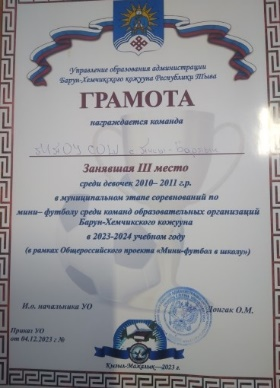 Управление образования администрации
Барун-Хемчикского кожууна Республики Тыва
ГРАМОТА
награждается команда
МБОУ СОШ
Занявшая III место
среди девочек 2010– 2011 г.р.
в муниципальном этапе соревнований по
мини– футболу среди команд образовательных организаций
Барун-Хемчикского кожууна
в 2023-2024 учебном году
(в рамках Общероссийского проекта «Мини-футбол в школу»)
И.о. начальника УО
Донгак О.М.
Приказ УО
от 04.12.2023 г.
Кызыл-Мажалык—2023 г.